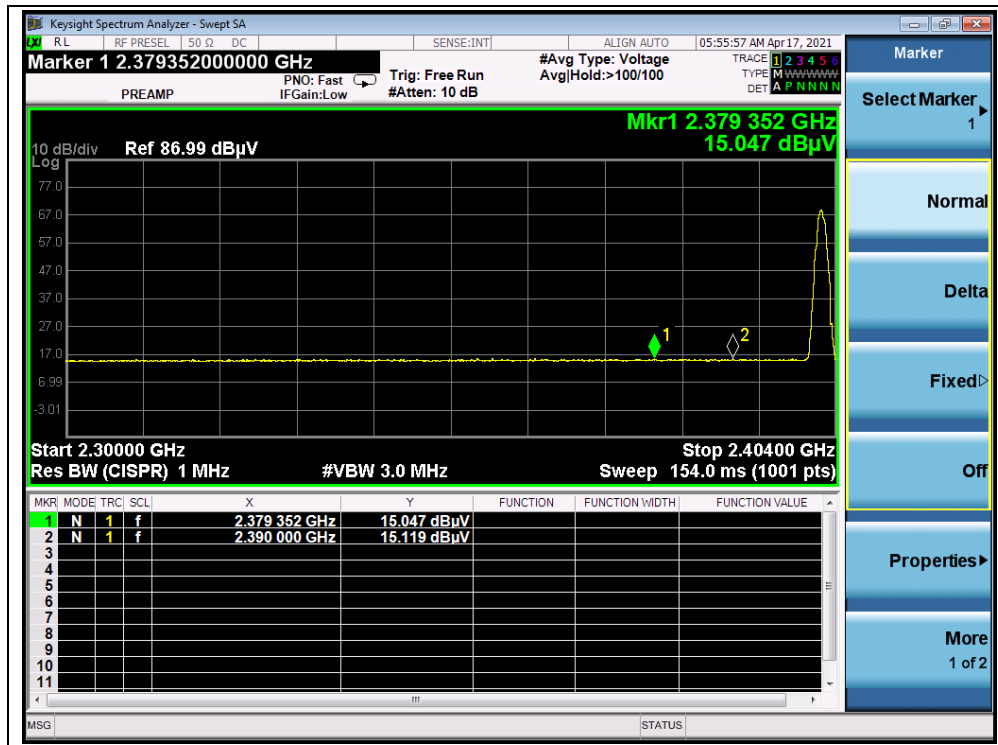 Keysight Spectrum Analyzer - Swept SA
LXI RL RF PRESEL 50 Ω DC SENSE:INT ALIGN AUTO 05:55:57 AM Apr 17, 2021
Marker 1 2.379352000000 GHz
PREAMP
PNO: Fast
IFGain:Low
Trig: Free Run
#Atten: 10 dB
#Avg Type: Voltage
Avg|Hold:>100/100
TRACE 1 2 3 4 5 6
TYPE M W W W W W
DET A P N N N N
Mkr1 2.379 352 GHz
15.047 dBµV
10 dB/div Ref 86.99 dBµV
Log
77.0
67.0
57.0
47.0
37.0
27.0
17.0
6.99
-3.01
1
2
Start 2.30000 GHz Stop 2.40400 GHz
Res BW (CISPR) 1 MHz #VBW 3.0 MHz Sweep 154.0 ms (1001 pts)
MKR MODE TRC SCL X Y FUNCTION FUNCTION WIDTH FUNCTION VALUE
1 N 1 f 2.379 352 GHz 15.047 dBµV
2 N 1 f 2.390 000 GHz 15.119 dBµV
3
4
5
6
7
8
9
10
11
MSG STATUS
Marker
Select Marker
1
Normal
Delta
Fixed
Off
Properties
More
1 of 2